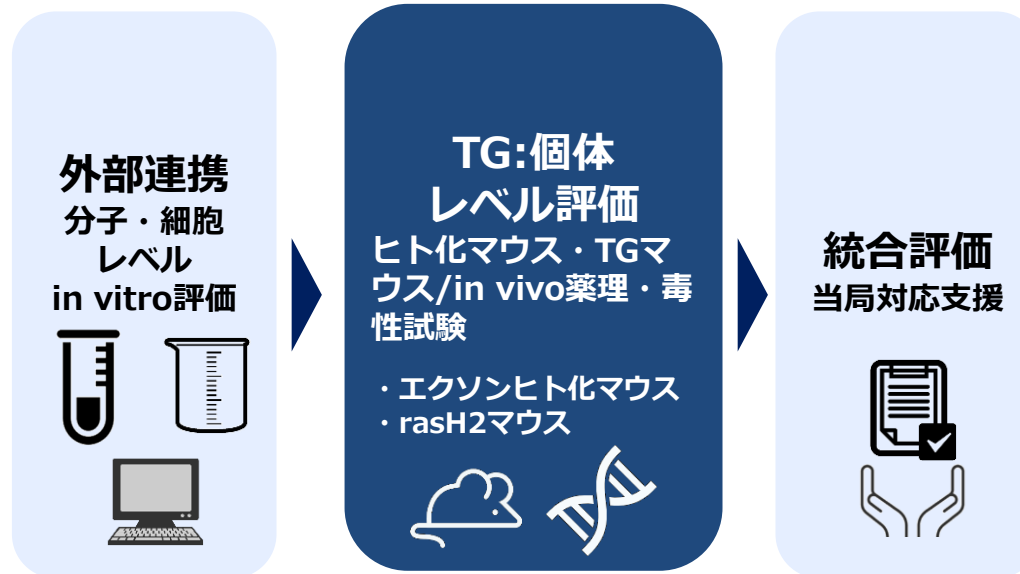 外部連携
分子・細胞
レベル
in vitro評価
TG:個体
レベル評価
ヒト化マウス・TGマ
ウス/in vivo薬理・毒
性試験
・エクソンヒト化マウス
・rasH2マウス
統合評価
当局対応支援